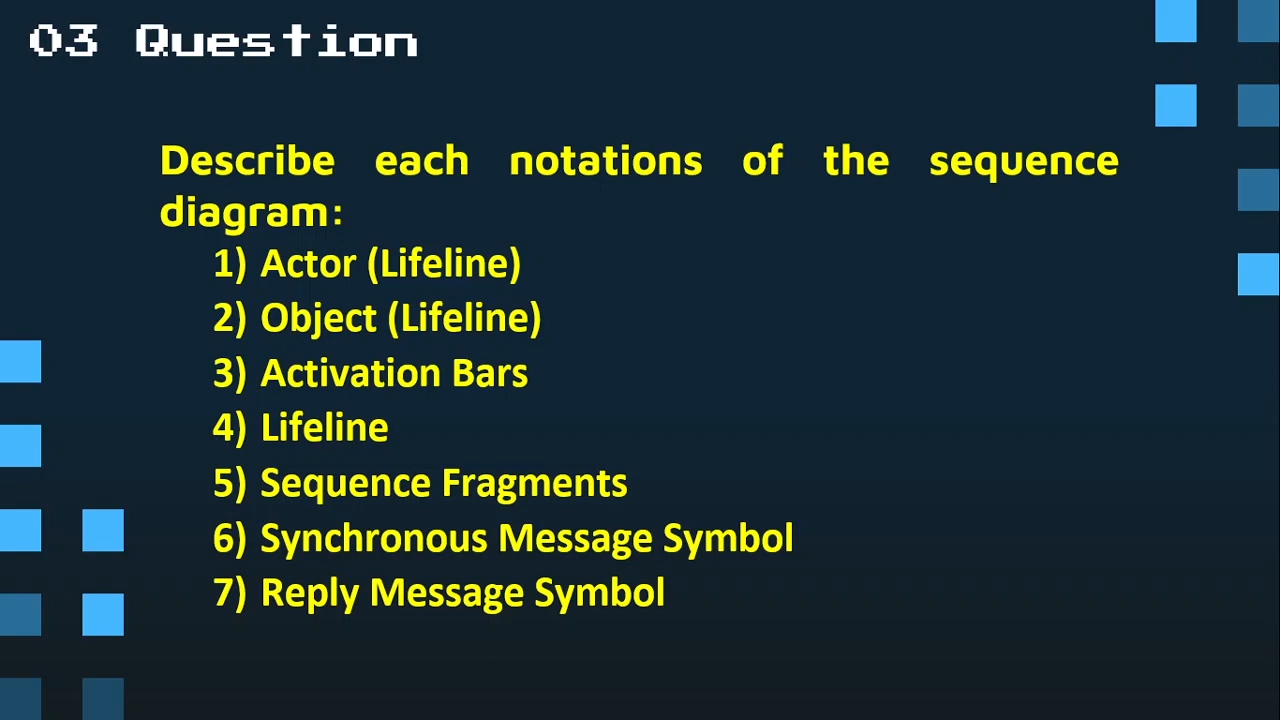 03 Question
Describe each notations of the sequence
diagram:
1) Actor (Lifeline)
2) Object (Lifeline)
3) Activation Bars
4) Lifeline
5) Sequence Fragments
6) Synchronous Message Symbol
7) Reply Message Symbol